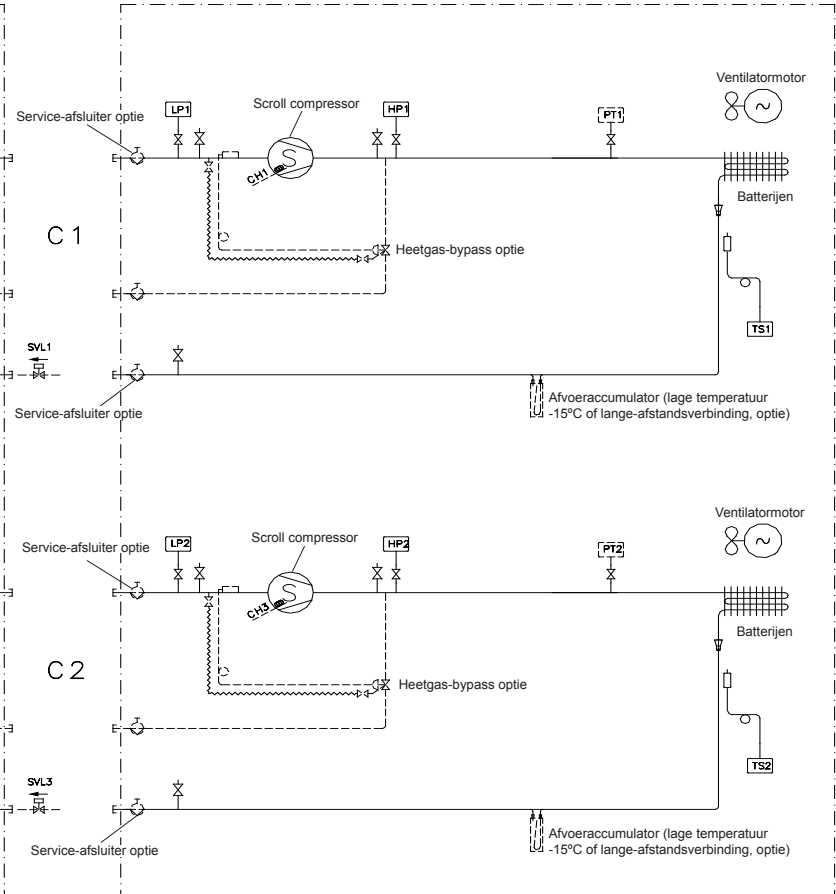 Ventilatormotor
LP1
Scroll compressor
HP1
PT1
Service-afsluiter optie
CH1
Batterijen
C 1
Heetgas-bypass optie
TS1
SVL1
Service-afsluiter optie
Afvoeraccumulator (lage temperatuur
-15ºC of lange-afstandsverbinding, optie)
Ventilatormotor
LP2
Scroll compressor
HP2
PT2
Service-afsluiter optie
CH3
Batterijen
C 2
Heetgas-bypass optie
TS2
SVL3
Service-afsluiter optie
Afvoeraccumulator (lage temperatuur
-15ºC of lange-afstandsverbinding, optie)